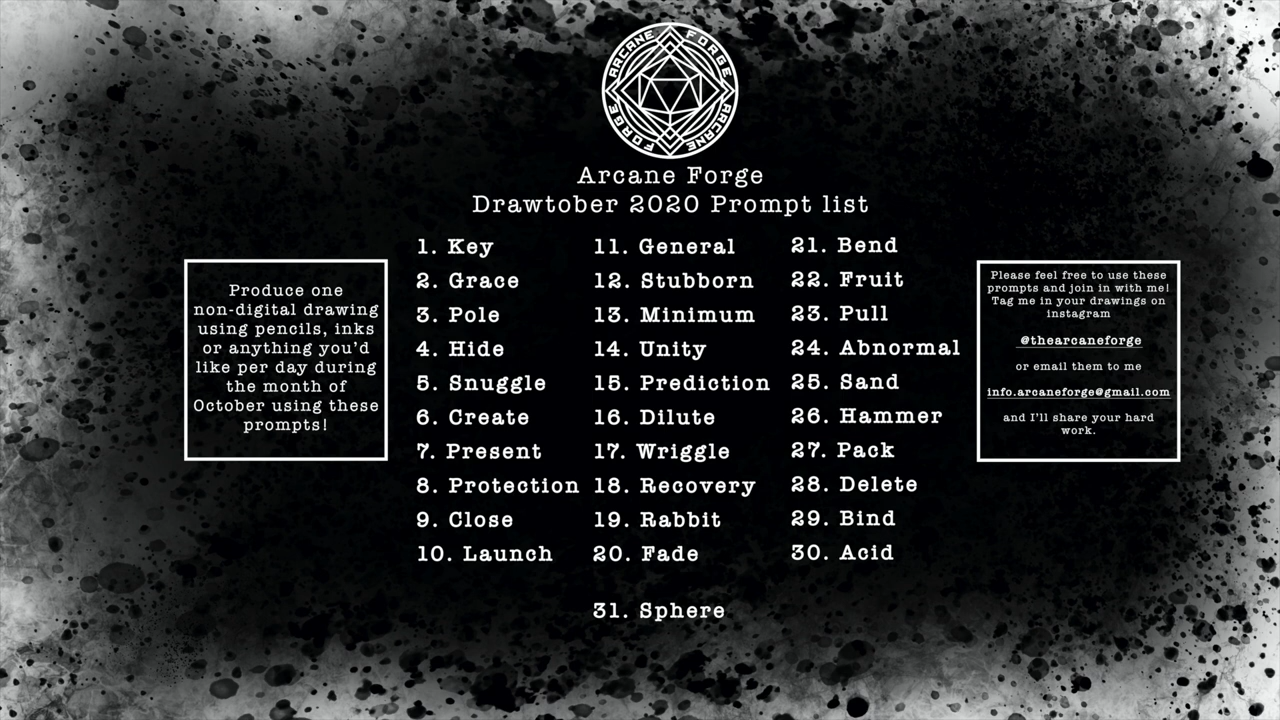 ARCANE FORGE ARCANE FORGE
Arcane Forge
Drawtober 2020 Prompt list
Produce one
non-digital drawing
using pencils, inks
or anything you'd
like per day during
the month of
October using these
prompts!
1. Key
2. Grace
3. Pole
4. Hide
5. Snuggle
6. Create
7. Present
8. Protection
9. Close
10. Launch
11. General
12. Stubborn
13. Minimum
14. Unity
15. Prediction
16. Dilute
17. Wriggle
18. Recovery
19. Rabbit
20. Fade
21. Bend
22. Fruit
23. Pull
24. Abnormal
25. Sand
26. Hammer
27. Pack
28. Delete
29. Bind
30. Acid
31. Sphere
Please feel free to use these
prompts and join in with me!
Tag me in your drawings on
instagram
@thearcaneforge
or email them to me
info.arcaneforge@gmail.com
and I'll share your hard
work.